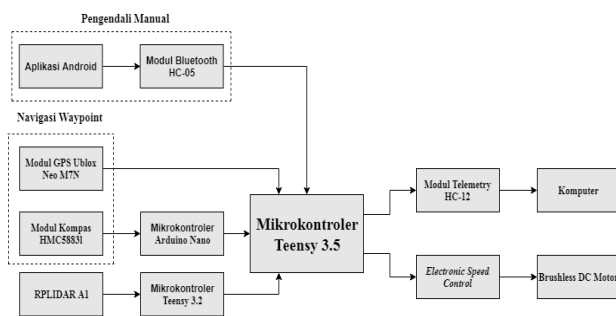 Pengendali Manual
Aplikasi Android
Modul Bluetooth
HC-05
Navigasi Waypoint
Modul GPS Ublox
Neo M7N
Modul Kompas
HMC5883l
Mikrokontroler
Arduino Nano
RPLIDAR A1
Mikrokontroler
Teensy 3.2
Mikrokontroler
Teensy 3.5
Modul Telemetry
HC-12
Komputer
Electronic Speed
Control
Brushless DC Motor